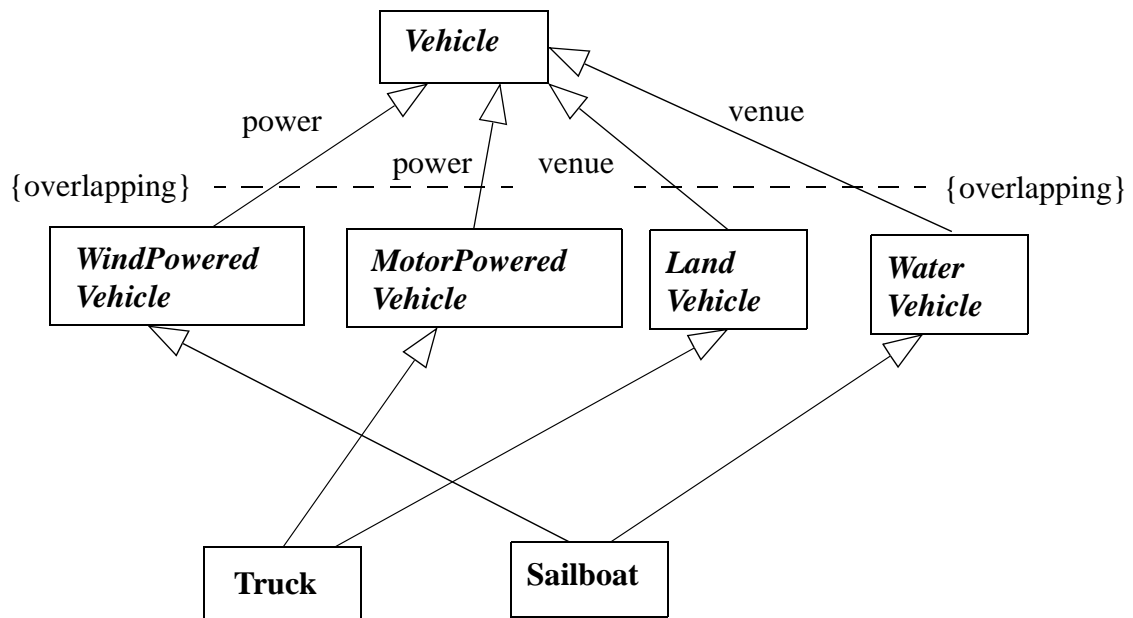 Vehicle
power
venue
power
venue
{overlapping}
{overlapping}
WindPowered
Vehicle
MotorPowered
Vehicle
Land
Vehicle
Water
Vehicle
Truck
Sailboat